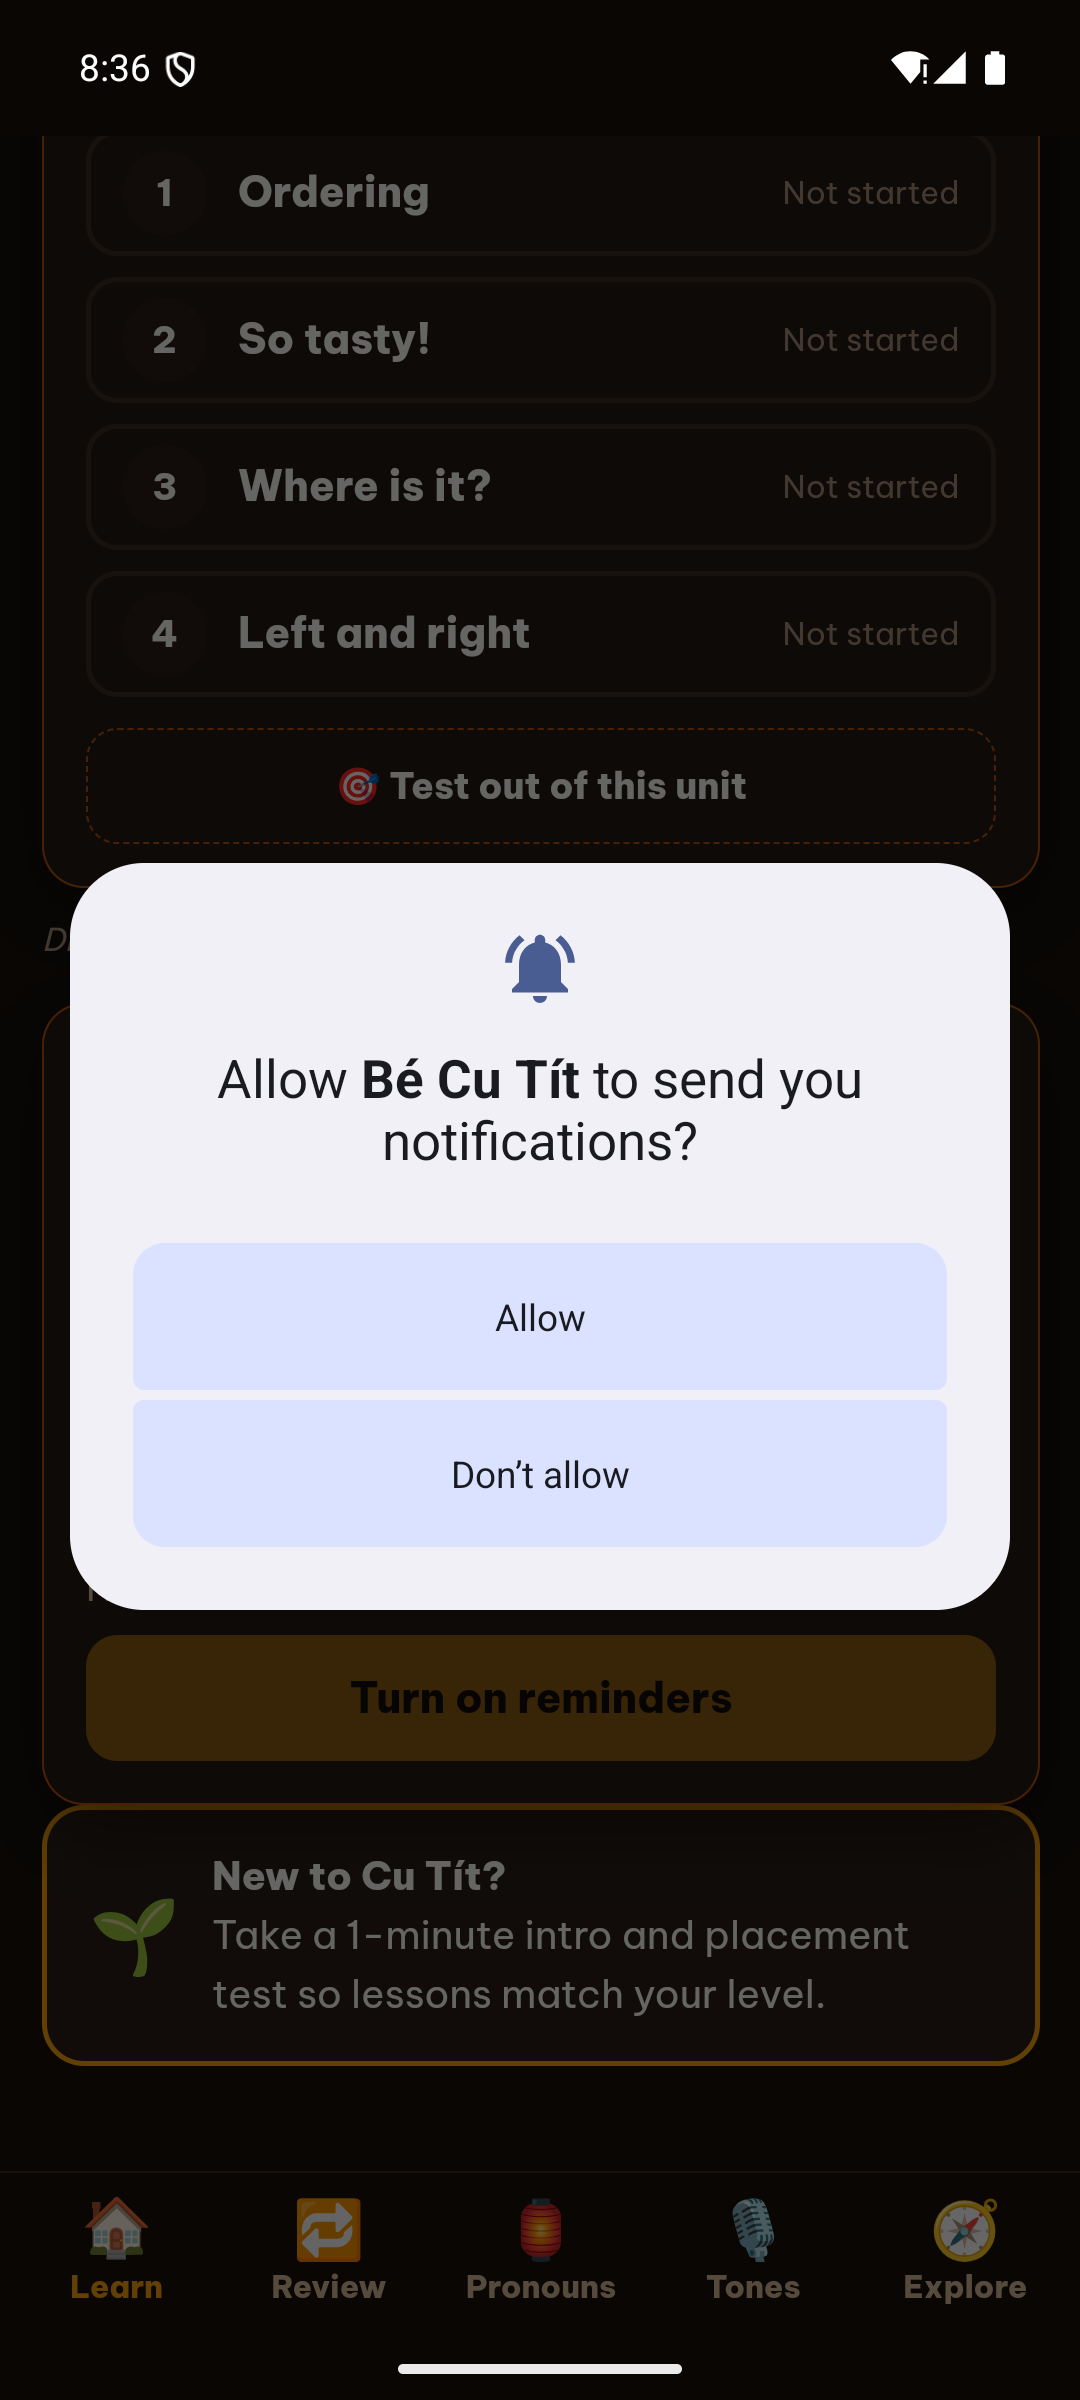 8:36
1 Ordering Not started
2 So tasty! Not started
3 Where is it? Not started
4 Left and right Not started
Test out of this unit
Allow Bé Cu Tít to send you
notifications?
Allow
Don’t allow
Turn on reminders
New to Cu Tít?
Take a 1-minute intro and placement
test so lessons match your level.
Learn Review Pronouns Tones Explore